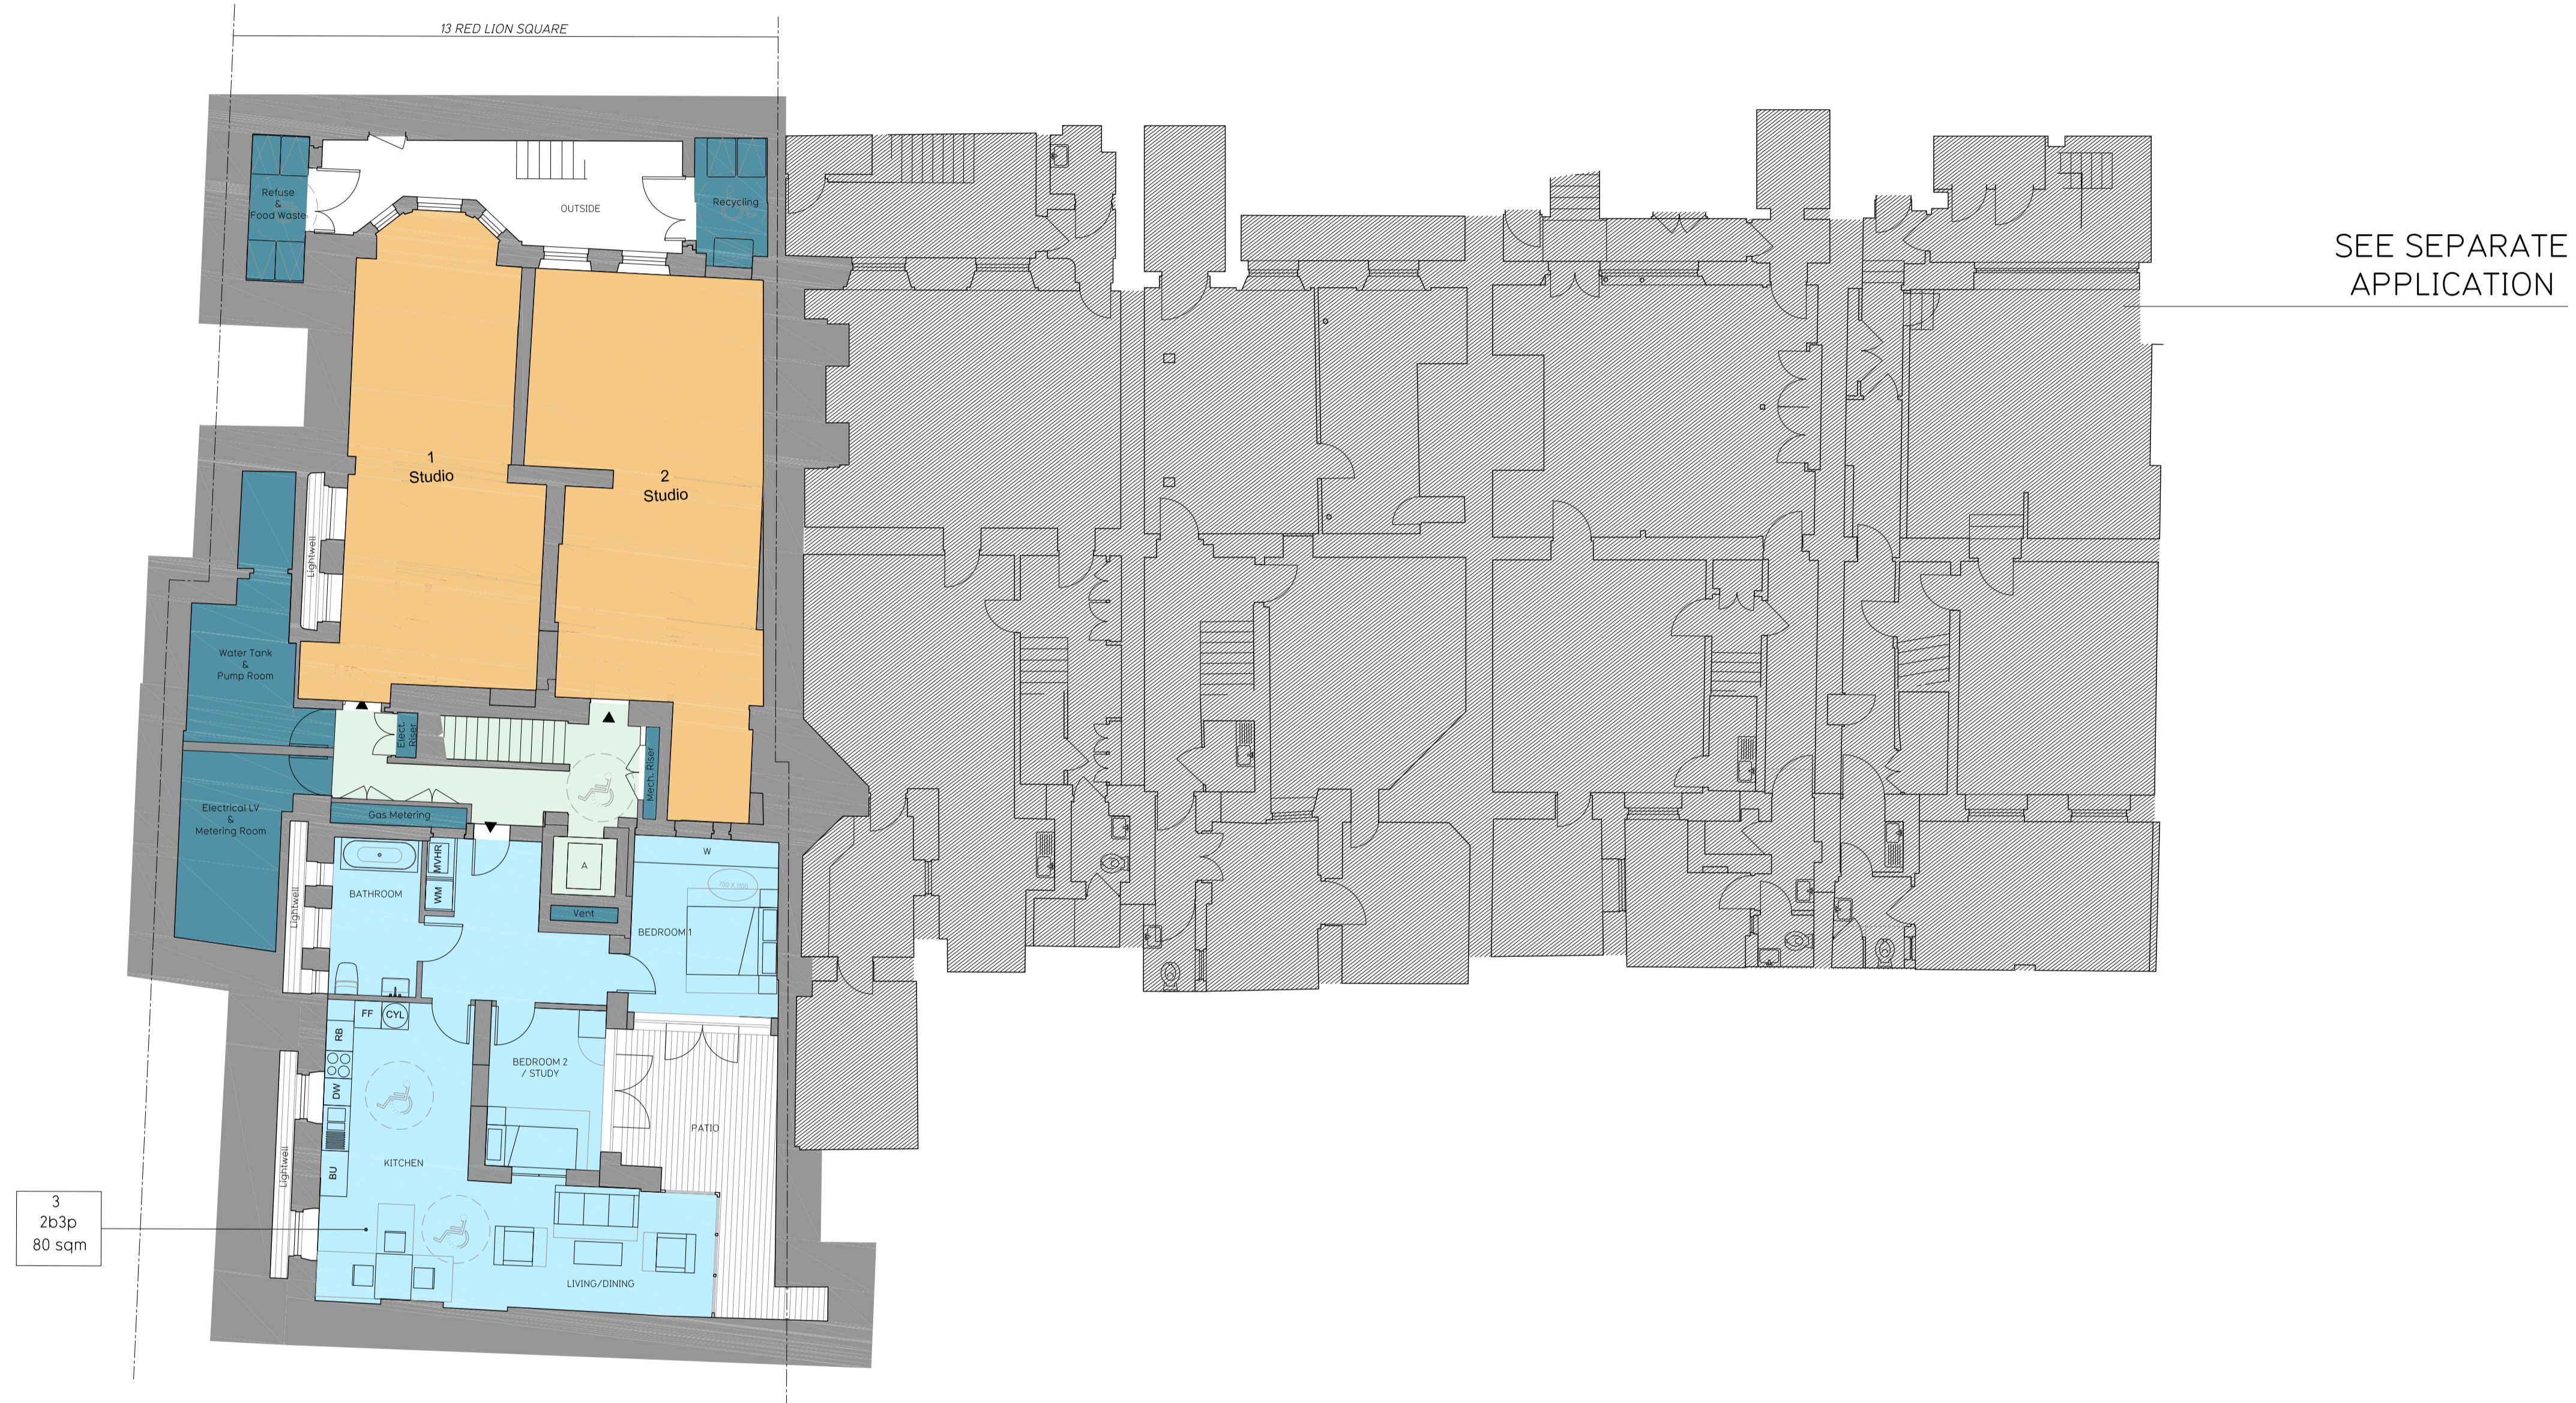 13 RED LION SQUARE
Refuse
&
Food Waste
OUTSIDE
Recycling
SEE SEPARATE
APPLICATION
1
Studio
2
Studio
Lightwell
Water Tank
&
Pump Room
Elect.
Riser
Mech. Riser
Electrical LV
&
Metering Room
Gas Metering
Lightwell
BATHROOM
MVHR
WM
A
W
700 X 1100
Vent
BEDROOM 1
FF
CYL
RB
DW
BU
BEDROOM 2
/ STUDY
PATIO
KITCHEN
Lightwell
3
2b3p
80 sqm
LIVING/DINING